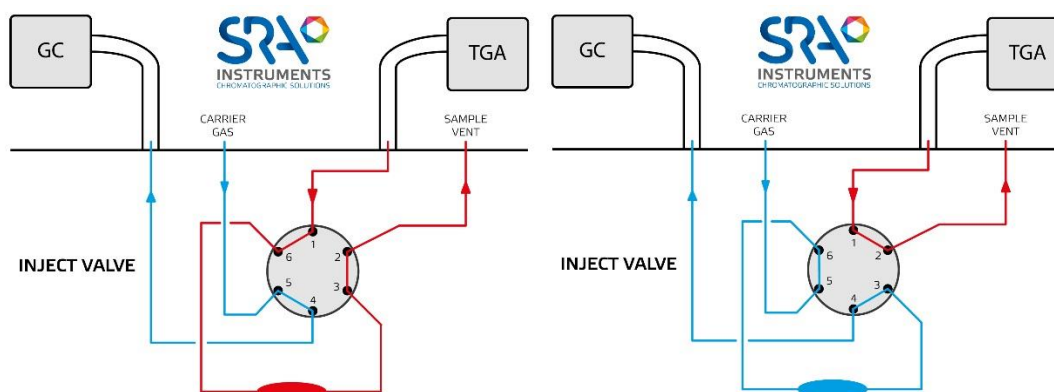 GC
SRA
INSTRUMENTS
CHROMATOGRAPHIC SOLUTIONS
TGA
CARRIER
GAS
SAMPLE
VENT
INJECT VALVE
1
2
3
4
5
6
GC
SRA
INSTRUMENTS
CHROMATOGRAPHIC SOLUTIONS
TGA
CARRIER
GAS
SAMPLE
VENT
INJECT VALVE
1
2
3
4
5
6